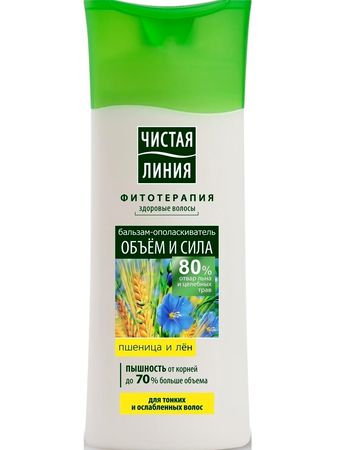 ЧИСТАЯ
ЛИНИЯ
ФИТОТЕРАПИЯ
здоровые волосы
бальзам-ополаскиватель
ОБЪЁМ И СИЛА
80%
отвар льна
и целебных
трав
пшеница и лён
ПЫШНОСТЬ от корней
до 70% больше объема
для тонких
и ослабленных волос